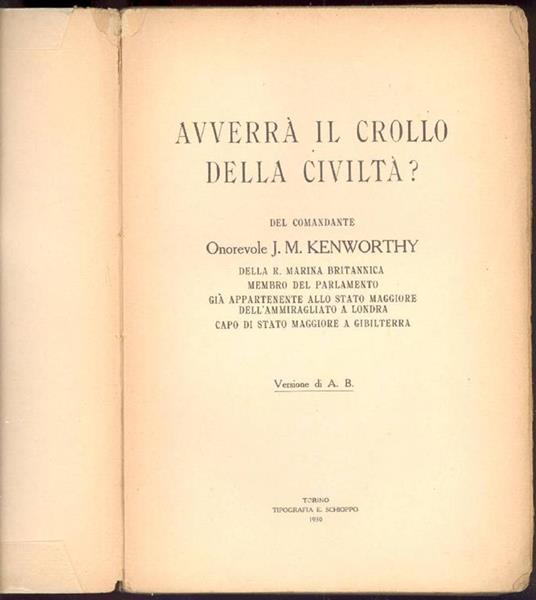 AVVERRÀ IL CROLLO
DELLA CIVILTÀ?
DEL COMANDANTE
Onorevole J. M. KENWORTHY
DELLA R. MARINA BRITANNICA
MEMBRO DEL PARLAMENTO
GIÀ APPARTENENTE ALLO STATO MAGGIORE
DELL'AMMIRAGLIATO A LONDRA
CAPO DI STATO MAGGIORE A GIBILTERRA
Versione di A. B.
TORINO
TIPOGRAFIA E. SCHIOPPO
1930